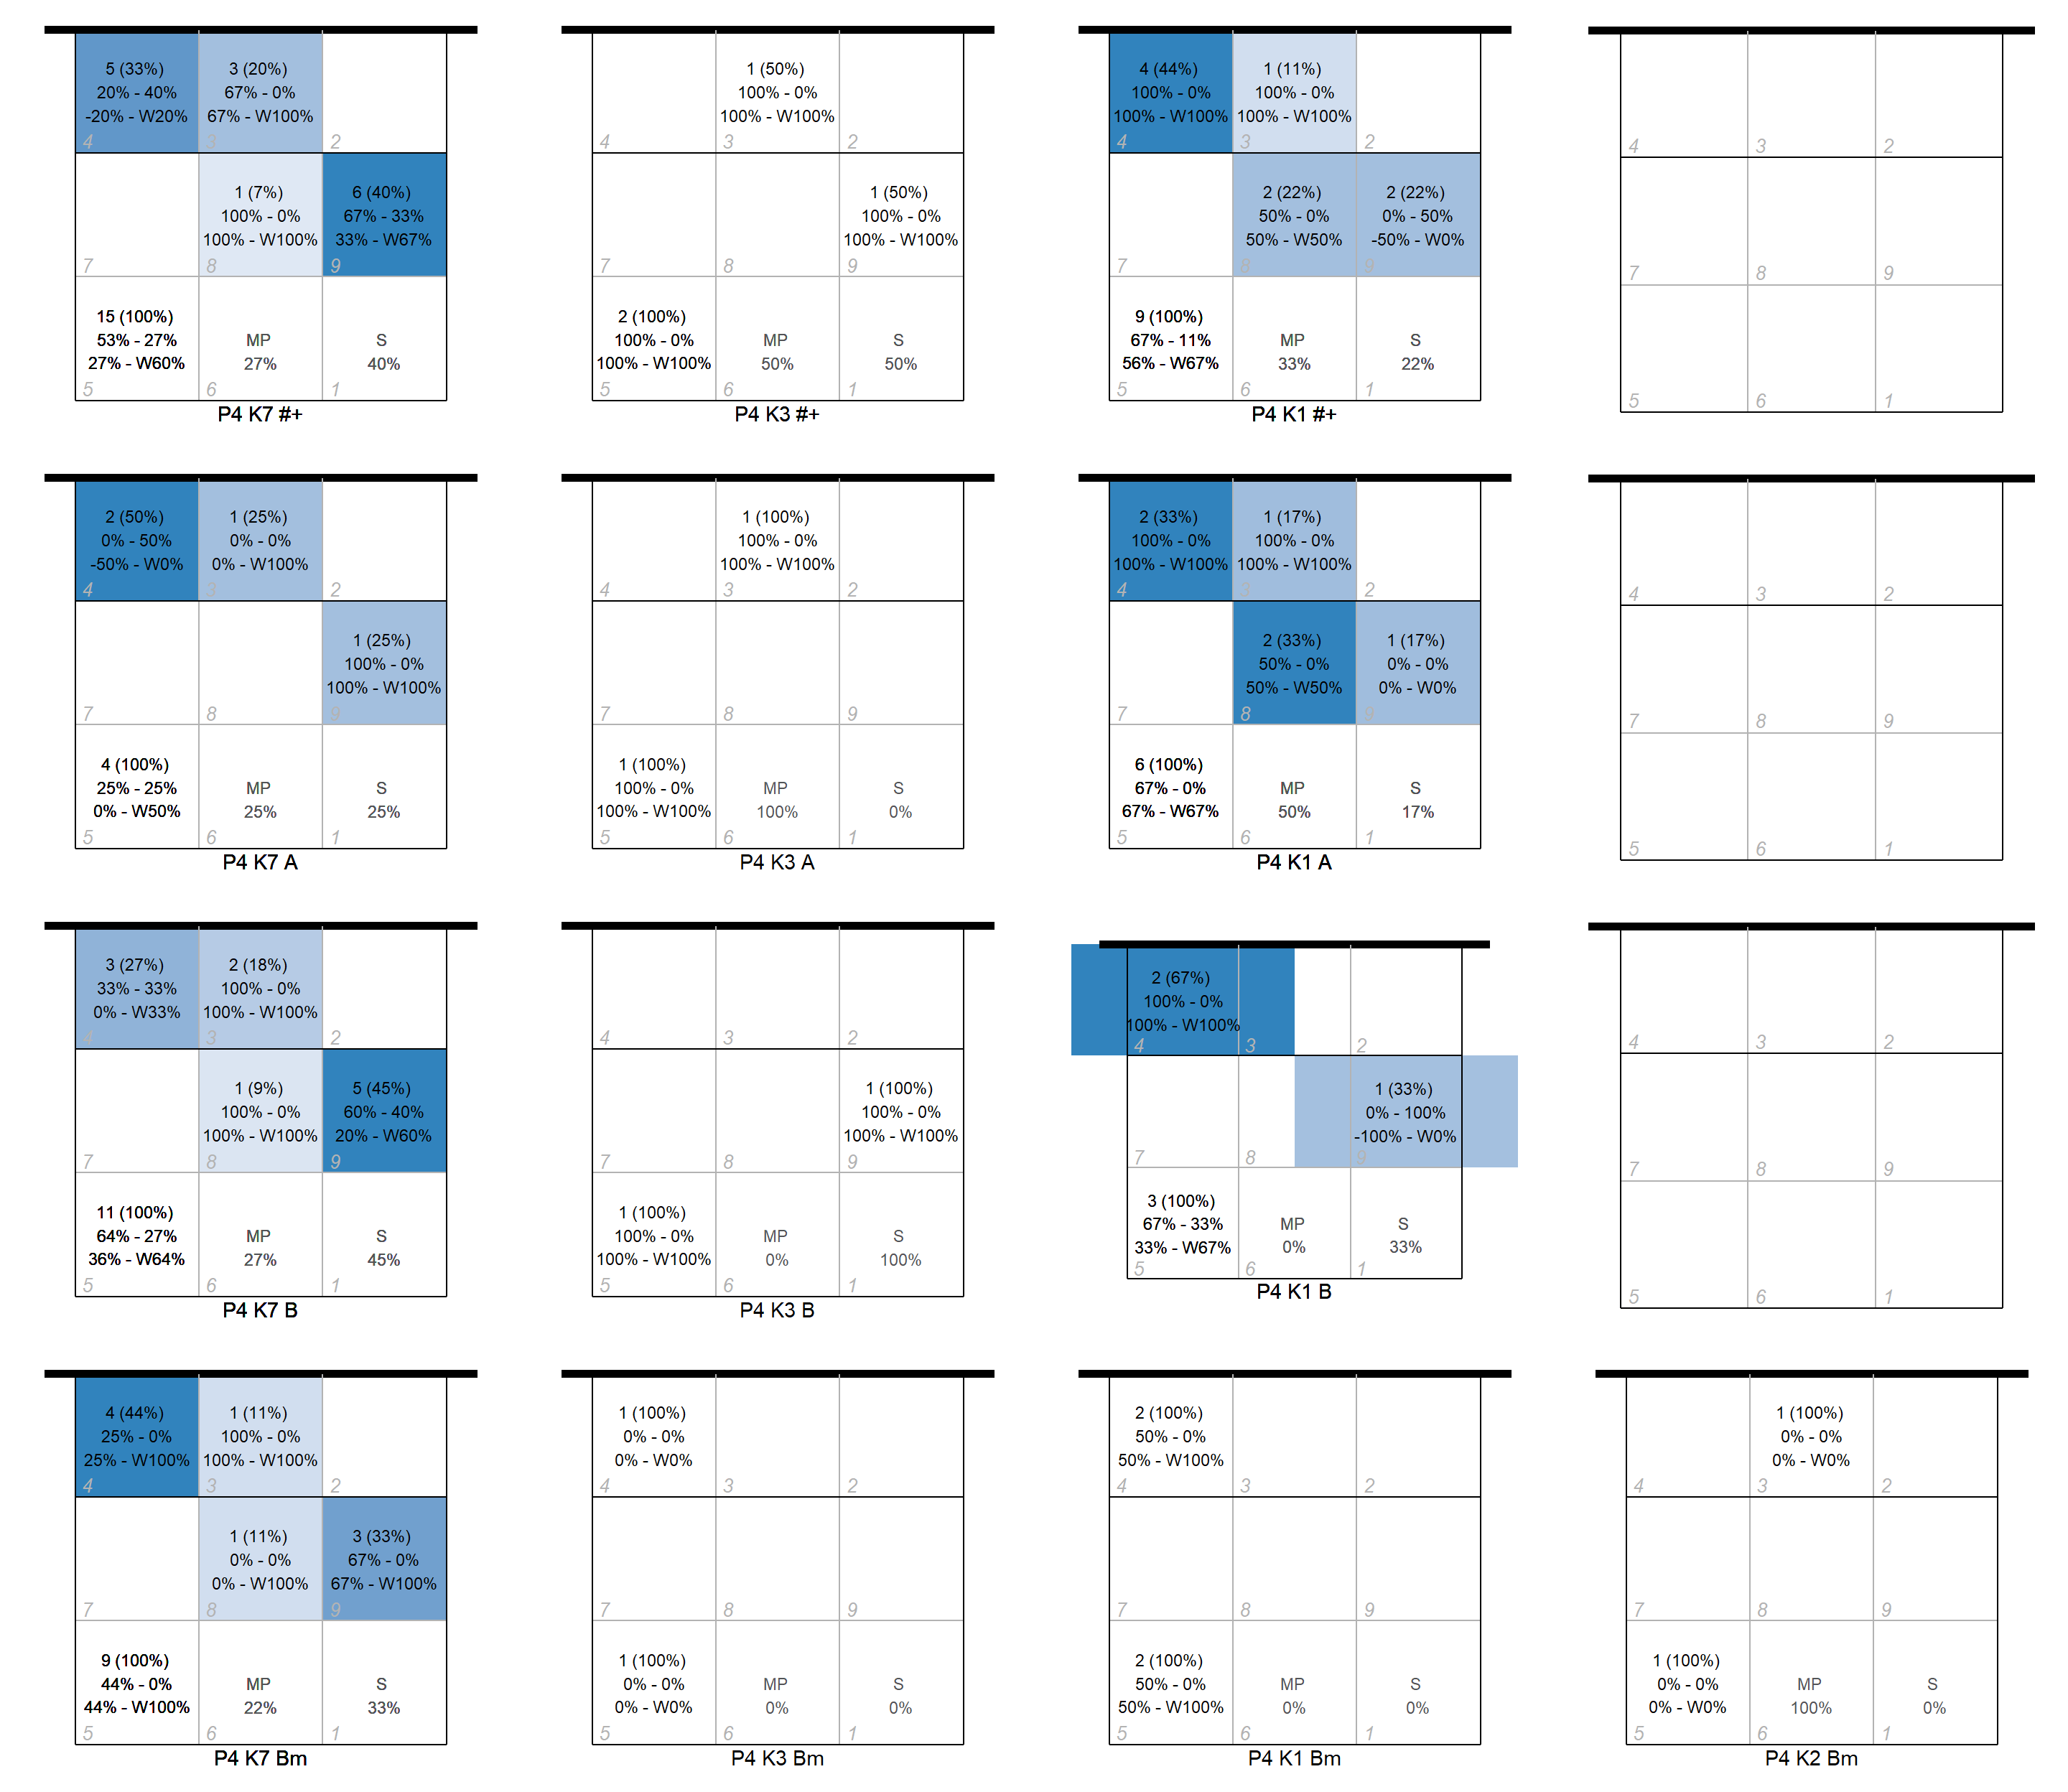 5 (33%)
20% - 40%
-20% - W20%
4
3 (20%)
67% - 0%
67% - W100%
3
2
7
1 (7%)
100% - 0%
100% - W100%
8
6 (40%)
67% - 33%
33% - W67%
9
15 (100%)
53% - 27%
27% - W60%
5
MP
27%
6
S
40%
1
P4 K7 #+
4
1 (50%)
100% - 0%
100% - W100%
3
2
7
8
1 (50%)
100% - 0%
100% - W100%
9
2 (100%)
100% - 0%
100% - W100%
5
MP
50%
6
S
50%
1
P4 K3 #+
4 (44%)
100% - 0%
100% - W100%
4
1 (11%)
100% - 0%
100% - W100%
3
2
7
2 (22%)
50% - 0%
50% - W50%
8
2 (22%)
0% - 50%
-50% - W0%
9
9 (100%)
67% - 11%
56% - W67%
5
MP
33%
6
S
22%
1
P4 K1 #+
4
3
2
7
8
9
5
6
1
2 (50%)
0% - 50%
-50% - W0%
4
1 (25%)
0% - 0%
0% - W100%
3
2
7
8
1 (25%)
100% - 0%
100% - W100%
9
4 (100%)
25% - 25%
0% - W50%
5
MP
25%
6
S
25%
1
P4 K7 A
4
1 (100%)
100% - 0%
100% - W100%
3
2
7
8
9
1 (100%)
100% - 0%
100% - W100%
5
MP
100%
6
S
0%
1
P4 K3 A
2 (33%)
100% - 0%
100% - W100%
4
1 (17%)
100% - 0%
100% - W100%
3
2
7
2 (33%)
50% - 0%
50% - W50%
8
1 (17%)
0% - 0%
0% - W0%
9
6 (100%)
67% - 0%
67% - W67%
5
MP
50%
6
S
17%
1
P4 K1 A
4
3
2
7
8
9
5
6
1
3 (27%)
33% - 33%
0% - W33%
4
2 (18%)
100% - 0%
100% - W100%
3
2
7
1 (9%)
100% - 0%
100% - W100%
8
5 (45%)
60% - 40%
20% - W60%
9
11 (100%)
64% - 27%
36% - W64%
5
MP
27%
6
S
45%
1
P4 K7 B
4
3
2
7
8
1 (100%)
100% - 0%
100% - W100%
9
1 (100%)
100% - 0%
100% - W100%
5
MP
0%
6
S
100%
1
P4 K3 B
2 (67%)
100% - 0%
100% - W100%
4
3
2
7
8
1 (33%)
0% - 100%
-100% - W0%
9
3 (100%)
67% - 33%
33% - W67%
5
MP
0%
6
S
33%
1
P4 K1 B
4
3
2
7
8
9
5
6
1
4 (44%)
25% - 0%
25% - W100%
4
1 (11%)
100% - 0%
100% - W100%
3
2
7
1 (11%)
0% - 0%
0% - W100%
8
3 (33%)
67% - 0%
67% - W100%
9
9 (100%)
44% - 0%
44% - W100%
5
MP
22%
6
S
33%
1
P4 K7 Bm
1 (100%)
0% - 0%
0% - W0%
4
3
2
7
8
9
1 (100%)
0% - 0%
0% - W0%
5
MP
0%
6
S
0%
1
P4 K3 Bm
2 (100%)
50% - 0%
50% - W100%
4
3
2
7
8
9
2 (100%)
50% - 0%
50% - W100%
5
MP
0%
6
S
0%
1
P4 K1 Bm
4
1 (100%)
0% - 0%
0% - W0%
3
2
7
8
9
1 (100%)
0% - 0%
0% - W0%
5
MP
100%
6
S
0%
1
P4 K2 Bm